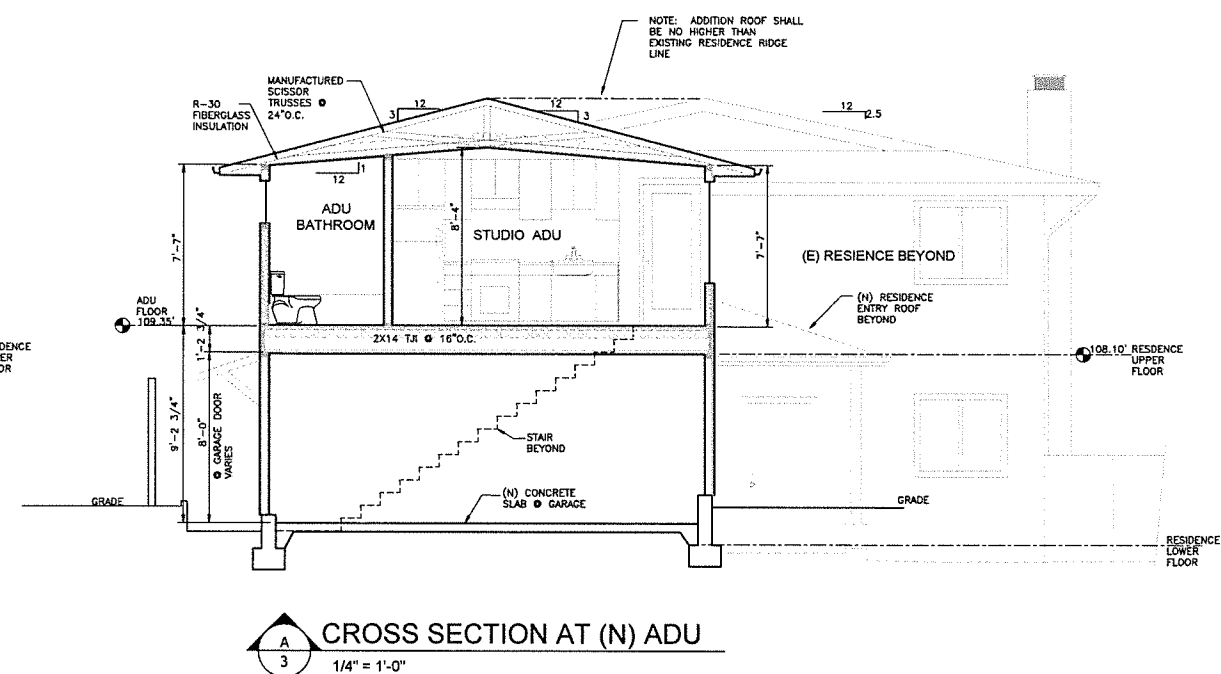 NOTE: ADDITION ROOF SHALL
BE NO HIGHER THAN
EXISTING RESIDENCE RIDGE
LINE
MANUFACTURED
SCISSOR
TRUSSES @
24"O.C.
R-30
FIBERGLASS
INSULATION
12
3
12
3
12
2.5
12
1
ADU
BATHROOM
STUDIO ADU
8'-4"
7'-7"
7'-7"
(E) RESIENCE BEYOND
(N) RESIDENCE
ENTRY ROOF
BEYOND
ADU
FLOOR
109.35'
1'-2 3/4"
2X14 TJI @ 16"O.C.
108.10' RESDENCE
UPPER
FLOOR
9'-2 3/4"
8'-0"
@ GARAGE DOOR
VARIES
STAIR
BEYOND
(N) CONCRETE
SLAB @ GARAGE
GRADE
GRADE
RESIDENCE
LOWER
FLOOR
A
3
CROSS SECTION AT (N) ADU
1/4" = 1'-0"